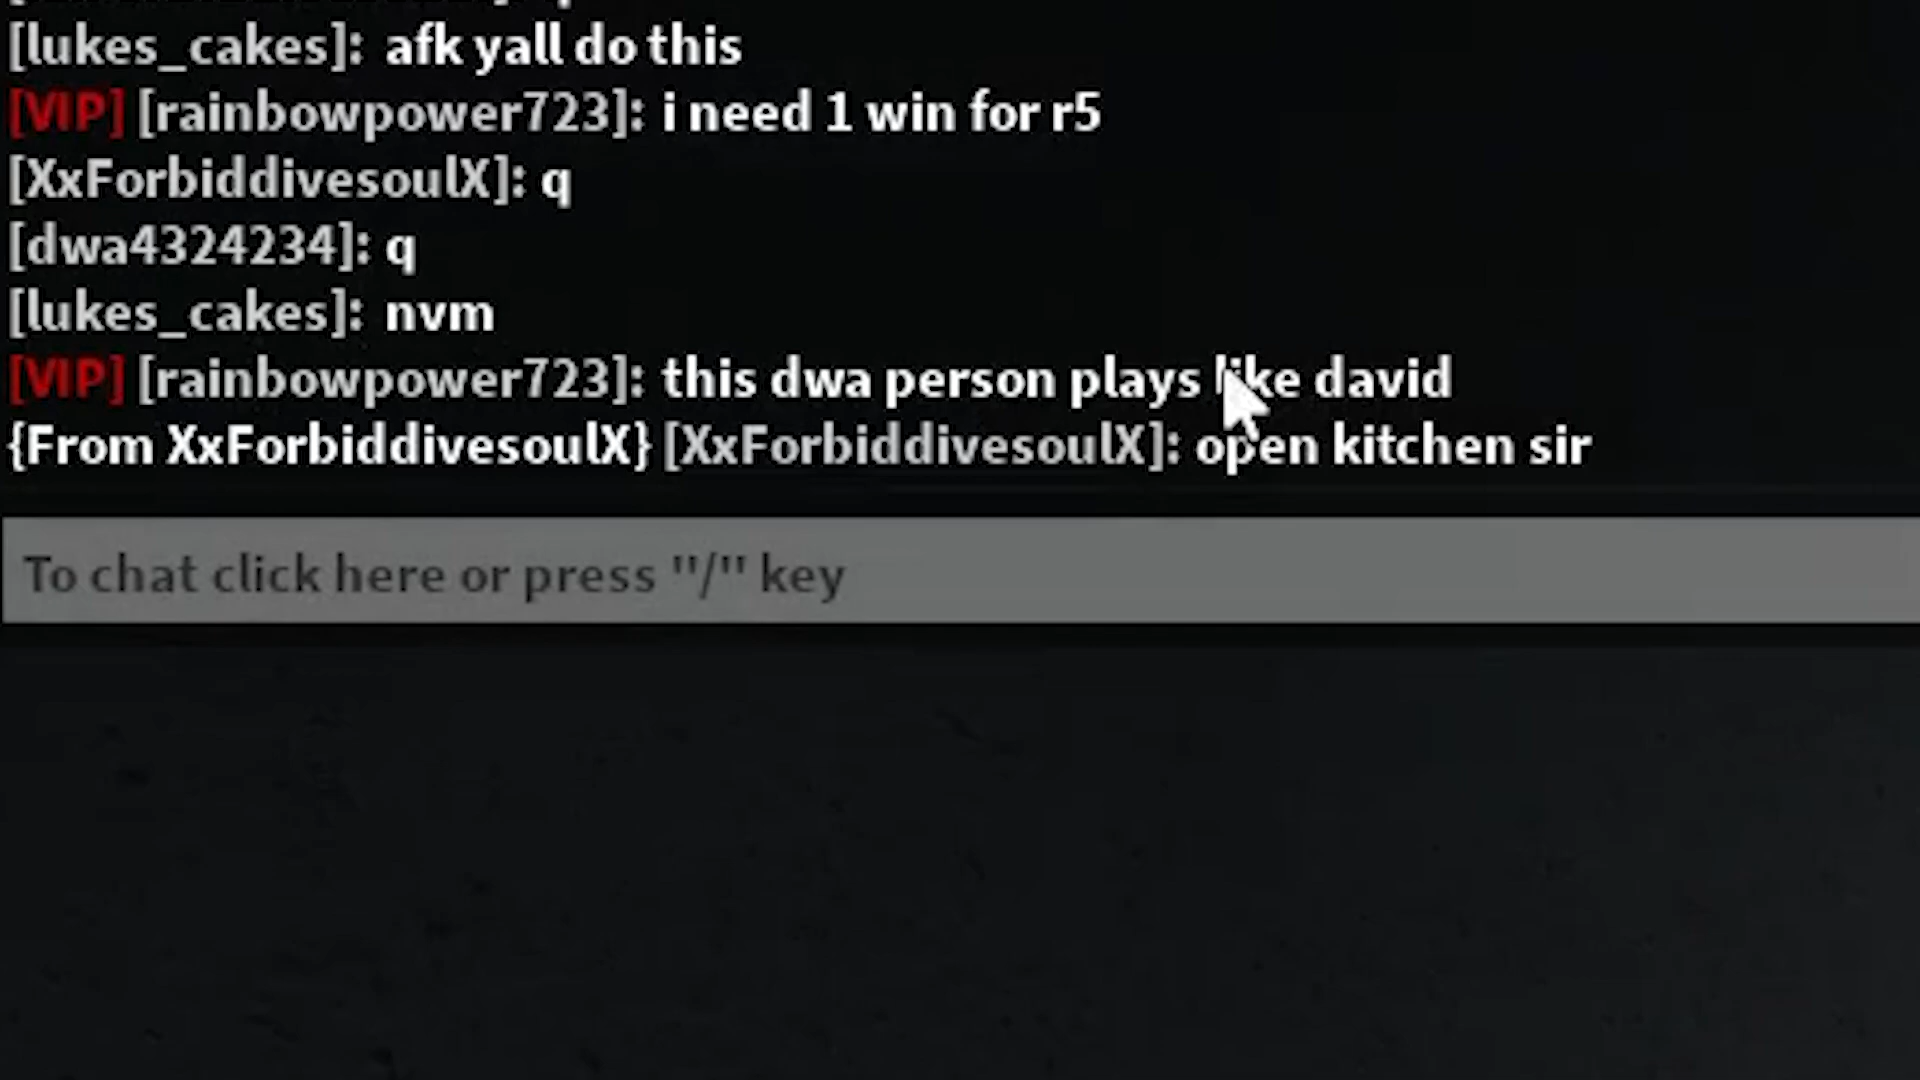 [lukes_cakes]: afk yall do this
[VIP] [rainbowpower723]: i need 1 win for r5
[XxForbiddivesoulX]: q
[dwa4324234]: q
[lukes_cakes]: nvm
[VIP] [rainbowpower723]: this dwa person plays like david
{From XxForbiddivesoulX} [XxForbiddivesoulX]: open kitchen sir
To chat click here or press "/" key